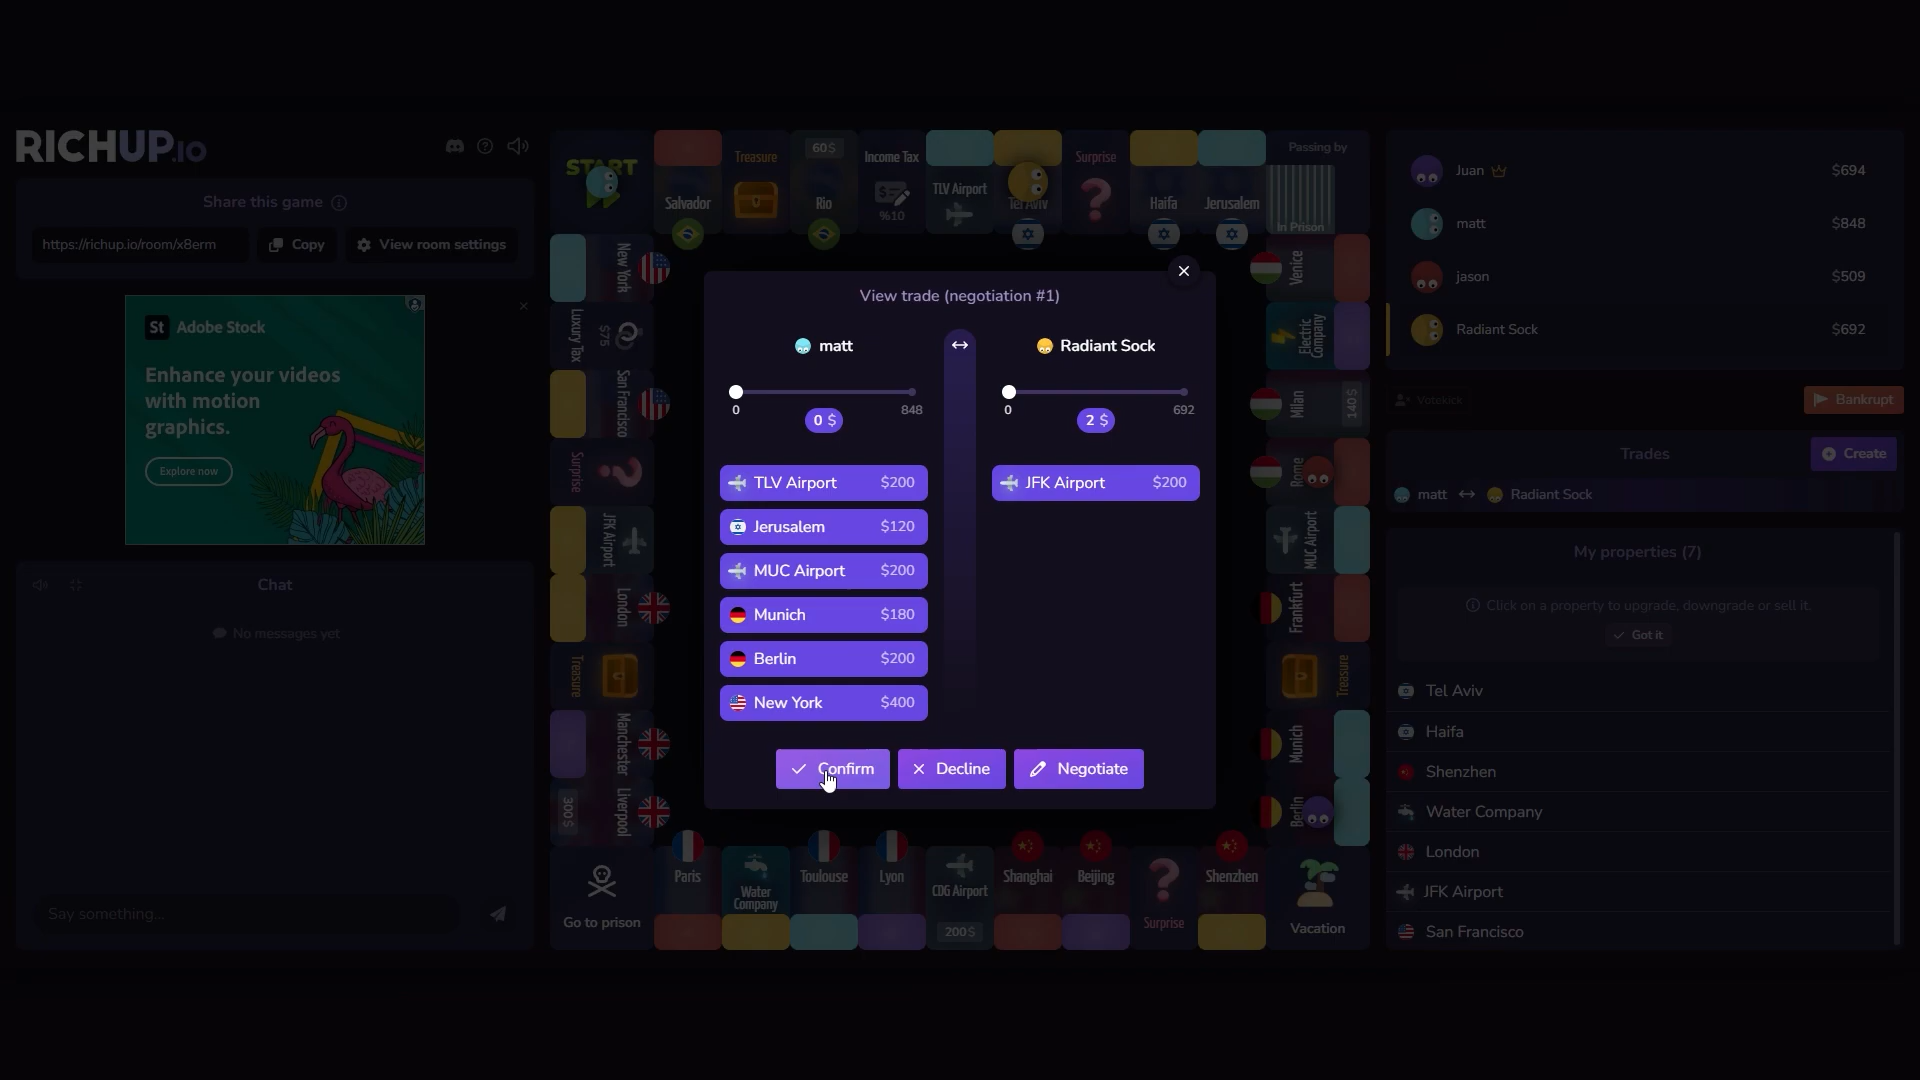 RICHUP.IO
Share this game
https://richup.io/room/x8erm
Copy
View room settings
St Adobe Stock
Enhance your videos
with motion
graphics.
Explore now
Chat
No messages yet
Say something...
START
Salvador
Treasure
60$
Rio
Income Tax
%10
TLV Airport
Tel Aviv
Surprise
Haifa
Jerusalem
Passing by
In Prison
New York
Luxury Tax
$75
San Francisco
Surprise
JFK Airport
London
Treasure
Manchester
Liverpool
300$
Venice
Electric
Company
Milan
140$
Rome
MUC Airport
Frankfurt
Treasure
Munich
Berlin
Go to prison
Paris
Water
Company
Toulouse
Lyon
CDG Airport
200$
Shanghai
Beijing
Surprise
Shenzhen
Vacation
View trade (negotiation #1)
matt
0
848
0 $
Radiant Sock
0
692
2 $
TLV Airport $200
Jerusalem $120
MUC Airport $200
Munich $180
Berlin $200
New York $400
JFK Airport $200
Confirm
Decline
Negotiate
Juan $694
matt $848
jason $509
Radiant Sock $692
Votekick
Bankrupt
Trades
Create
matt Radiant Sock
My properties (7)
Click on a property to upgrade, downgrade or sell it.
Got it
Tel Aviv
Haifa
Shenzhen
Water Company
London
JFK Airport
San Francisco